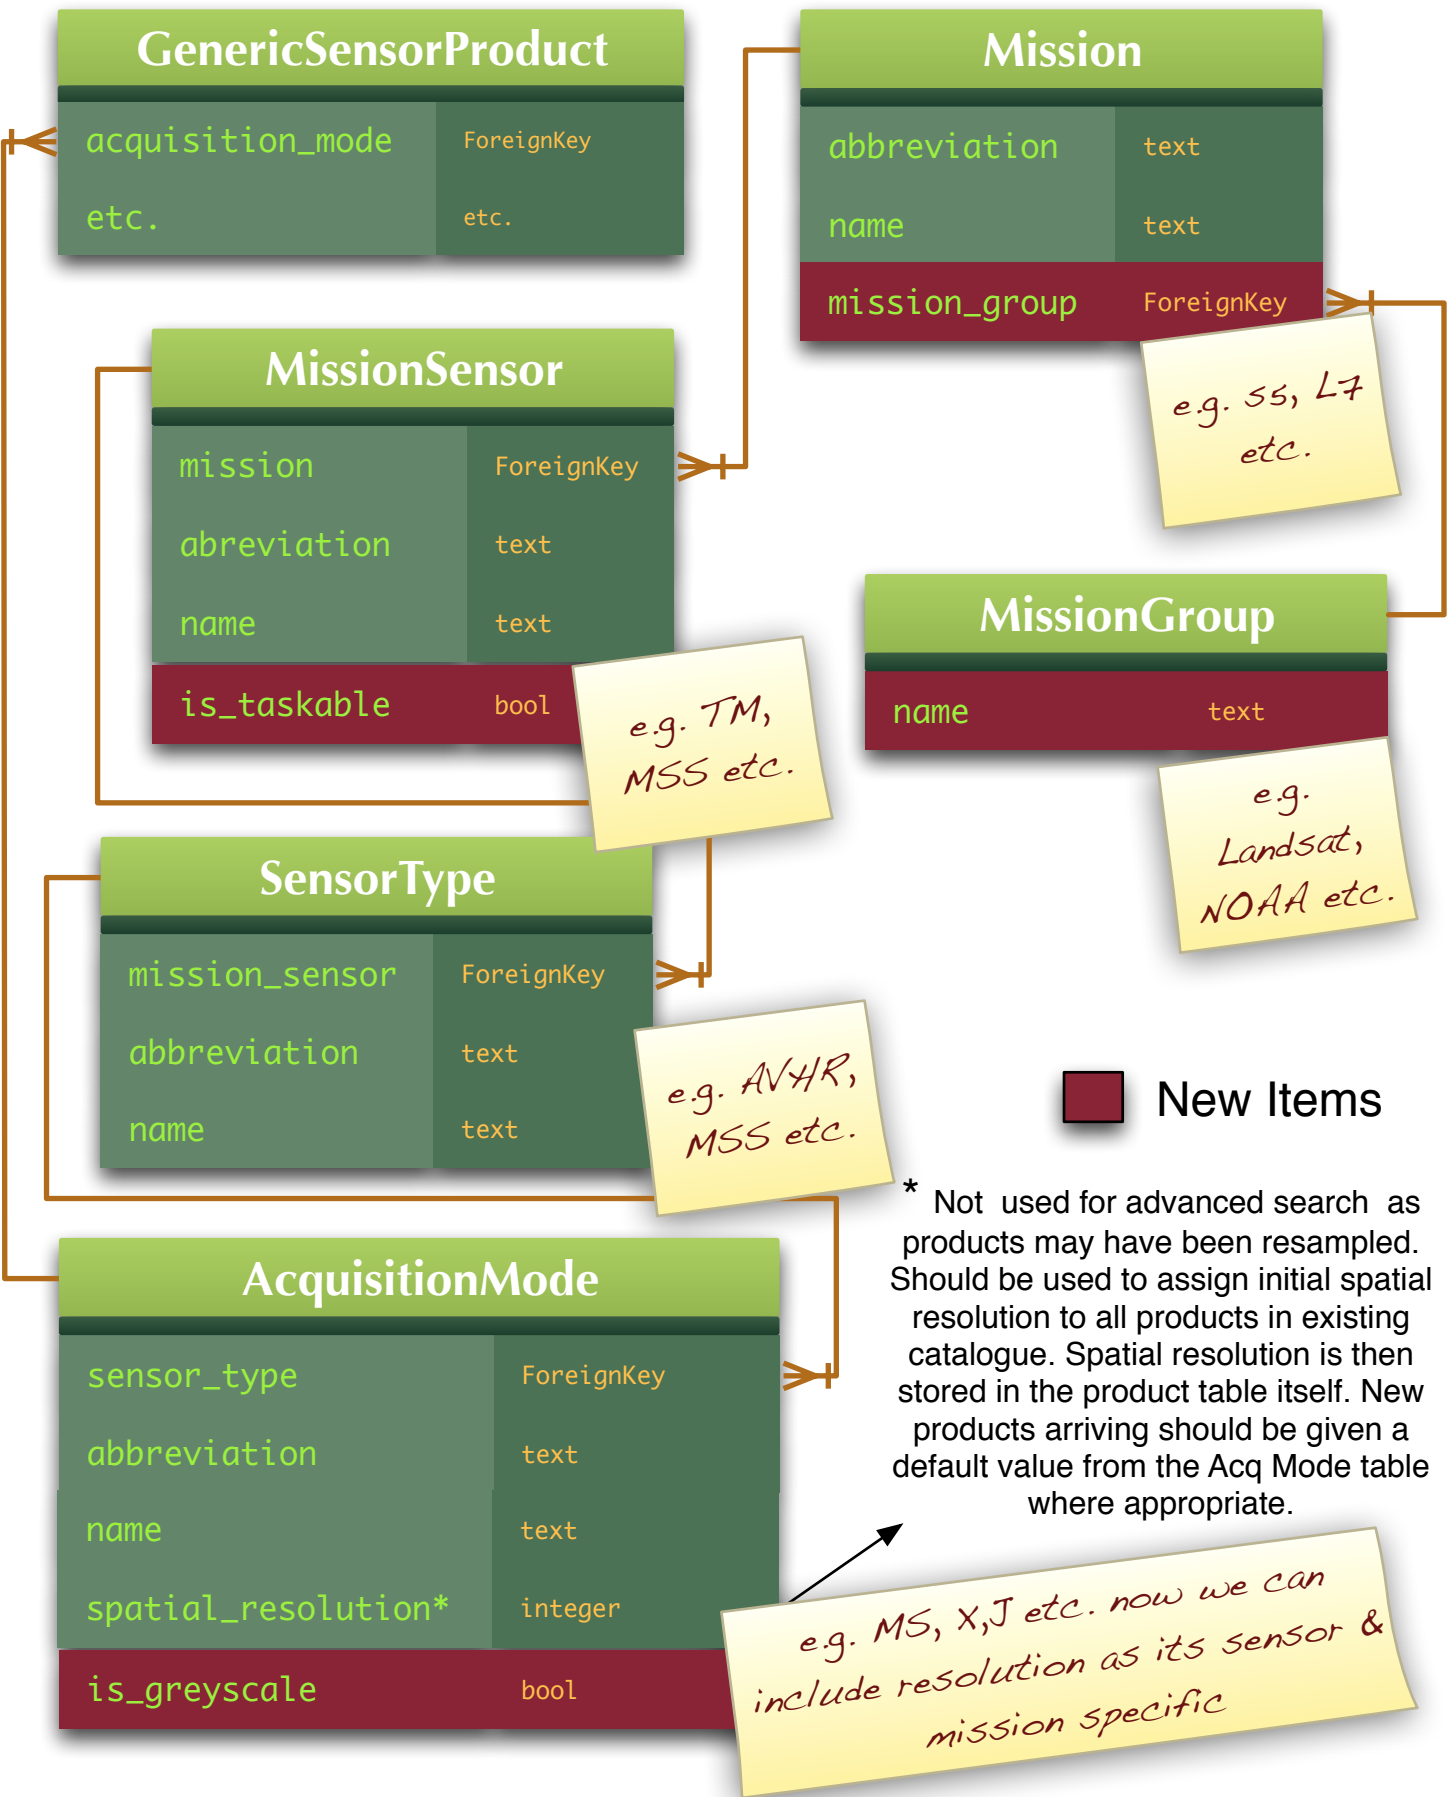 GenericSensorProduct
acquisition_mode ForeignKey
etc. etc.
Mission
abbreviation text
name text
mission_group ForeignKey
e.g. S5, L7
etc.
MissionSensor
mission ForeignKey
abreviation text
name text
is_taskable bool
e.g. TM,
MSS etc.
MissionGroup
name text
e.g.
Landsat,
NOAA etc.
SensorType
mission_sensor ForeignKey
abbreviation text
name text
e.g. AVHR,
MSS etc.
New Items
* Not used for advanced search as
products may have been resampled.
Should be used to assign initial spatial
resolution to all products in existing
catalogue. Spatial resolution is then
stored in the product table itself. New
products arriving should be given a
default value from the Acq Mode table
where appropriate.
AcquisitionMode
sensor_type ForeignKey
abbreviation text
name text
spatial_resolution* integer
is_greyscale bool
e.g. MS, X,J etc. now we can
include resolution as its sensor &
mission specific